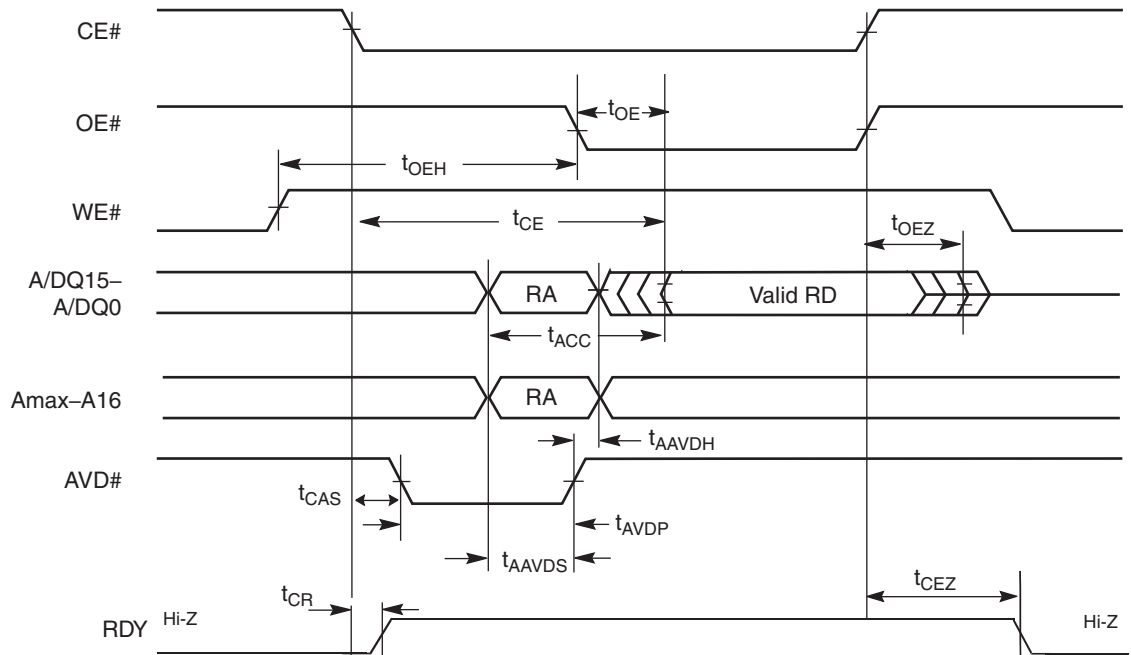 CE#
OE#
tOE
tOEH
WE#
tCE
tOEZ
A/DQ15–
A/DQ0
RA
Valid RD
tACC
Amax–A16
RA
tAAVDH
AVD#
tCAS
tAVDP
tAAVDS
tCEZ
tCR
RDY
Hi-Z
Hi-Z